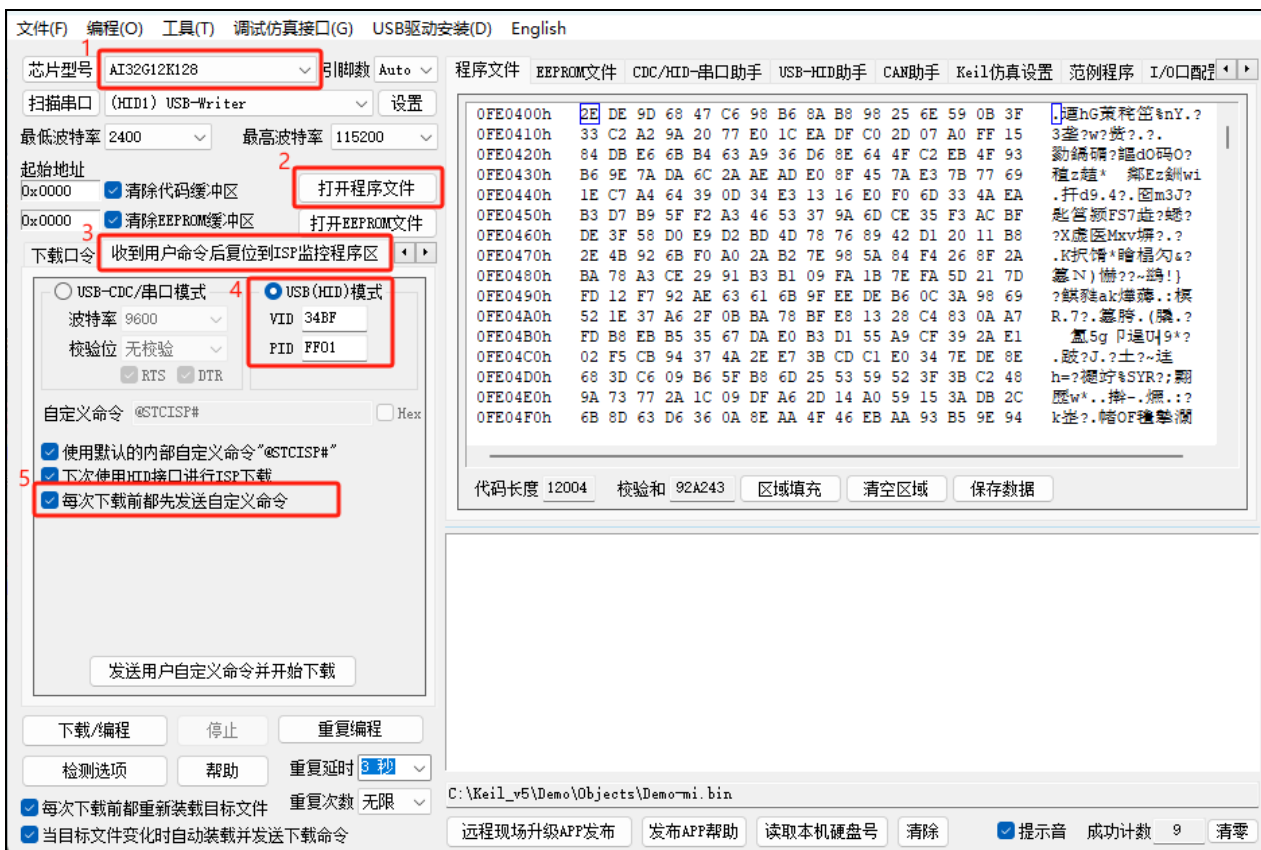 文件(F) 编程(O) 工具(T) 调试仿真接口(G) USB驱动安装(D) English
1
芯片型号 AI32G12K128 引脚数 Auto
扫描串口 (HID1) USB-Writer 设置
最低波特率 2400 最高波特率 115200
起始地址
2
0x0000 清除代码缓冲区 打开程序文件
0x0000 清除EEPROM缓冲区 打开EEPROM文件
3
下载口令 收到用户命令后复位到ISP监控程序区
USB-CDC/串口模式 4 USB(HID)模式
波特率 9600 VID 34BF
校验位 无校验 PID FF01
RTS DTR
自定义命令 @STCISP# Hex
使用默认的内部自定义命令"@STCISP#"
5 下次使用HID接口进行ISP下载
每次下载前都先发送自定义命令
发送用户自定义命令并开始下载
下载/编程 停止 重复编程
检测选项 帮助 重复延时 3 秒
每次下载前都重新装载目标文件 重复次数 无限
当目标文件变化时自动装载并发送下载命令
程序文件 EEPROM文件 CDC/HID-串口助手 USB-HID助手 CAN助手 Keil仿真设置 范例程序 I/O口配
0FE0400h 2E DE 9D 68 47 C6 98 B6 8A B8 98 25 6E 59 0B 3F
0FE0410h 33 C2 A2 9A 20 77 E0 1C EA DF C0 2D 07 A0 FF 15
0FE0420h 84 DB E6 6B B4 63 A9 36 D6 8E 64 4F C2 EB 4F 93
0FE0430h B6 9E 7A DA 6C 2A AE AD E0 8F 45 7A E3 7B 77 69
0FE0440h 1E C7 A4 64 39 0D 34 E3 13 16 E0 F0 6D 33 4A EA
0FE0450h B3 D7 B9 5F F2 A3 46 53 37 9A 6D CE 35 F3 AC BF
0FE0460h DE 3F 58 D0 E9 D2 BD 4D 78 76 89 42 D1 20 11 B8
0FE0470h 2E 4B 92 6B F0 A0 2A B2 7E 98 5A 84 F4 26 8F 2A
0FE0480h BA 78 A3 CE 29 91 B3 B1 09 FA 1B 7E FA 5D 21 7D
0FE0490h FD 12 F7 92 AE 63 61 6B 9F EE DE B6 0C 3A 98 69
0FE04A0h 52 1E 37 A6 2F 0B BA 78 BF E8 13 28 C4 83 0A A7
0FE04B0h FD B8 EB B5 35 67 DA E0 B3 D1 55 A9 CF 39 2A E1
0FE04C0h 02 F5 CB 94 37 4A 2E E7 3B CD C1 E0 34 7E DE 8E
0FE04D0h 68 3D C6 09 B6 5F B8 6D 25 53 59 52 3F 3B C2 48
0FE04E0h 9A 73 77 2A 1C 09 DF A6 2D 14 A0 59 15 3A DB 2C
0FE04F0h 6B 8D 63 D6 36 0A 8E AA 4F 46 EB AA 93 B5 9E 94
代码长度 12004 校验和 92A243 区域填充 清空区域 保存数据
C:\Keil_v5\Demo\Objects\Demo-mi.bin
远程现场升级APP发布 发布APP帮助 读取本机硬盘号 清除 提示音 成功计数 9 清零